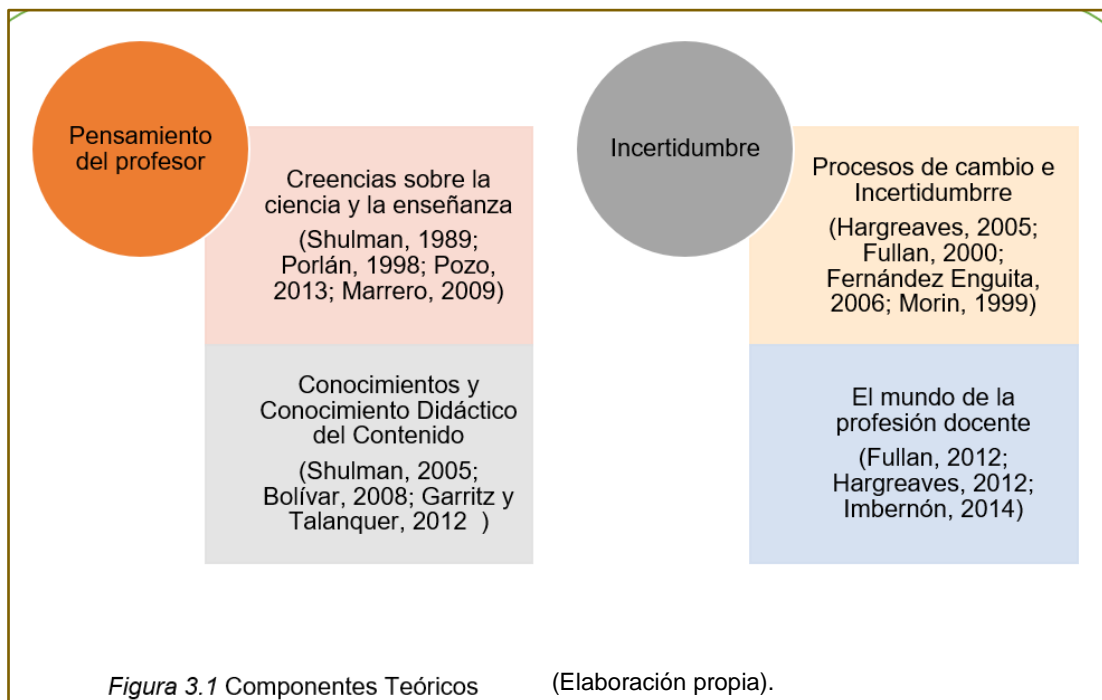 Pensamiento
del profesor
Creencias sobre la
ciencia y la enseñanza
(Shulman, 1989;
Porlán, 1998; Pozo,
2013; Marrero, 2009)
Conocimientos y
Conocimiento Didáctico
del Contenido
(Shulman, 2005;
Bolívar, 2008; Garritz y
Talanquer, 2012  )
Incertidumbre
Procesos de cambio e
Incertidumbrre
(Hargreaves, 2005;
Fullan, 2000;
Fernández Enguita,
2006; Morin, 1999)
El mundo de la
profesión docente
(Fullan, 2012;
Hargreaves, 2012;
Imbernón, 2014)
Figura 3.1 Componentes Teóricos (Elaboración propia).